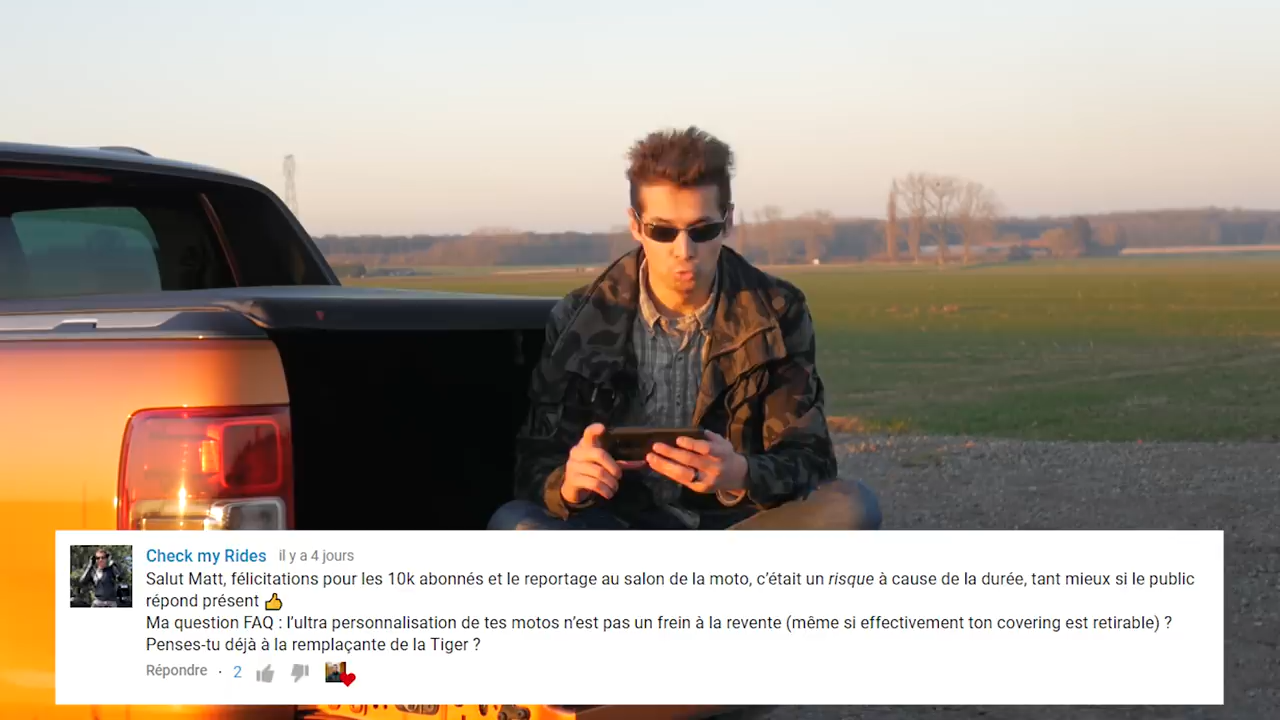 Check my Rides il y a 4 jours
Salut Matt, félicitations pour les 10k abonnés et le reportage au salon de la moto, c’était un risque à cause de la durée, tant mieux si le public
répond présent 👍
Ma question FAQ : l’ultra personnalisation de tes motos n’est pas un frein à la revente (même si effectivement ton covering est retirable) ?
Penses-tu déjà à la remplaçante de la Tiger ?
Répondre · 2